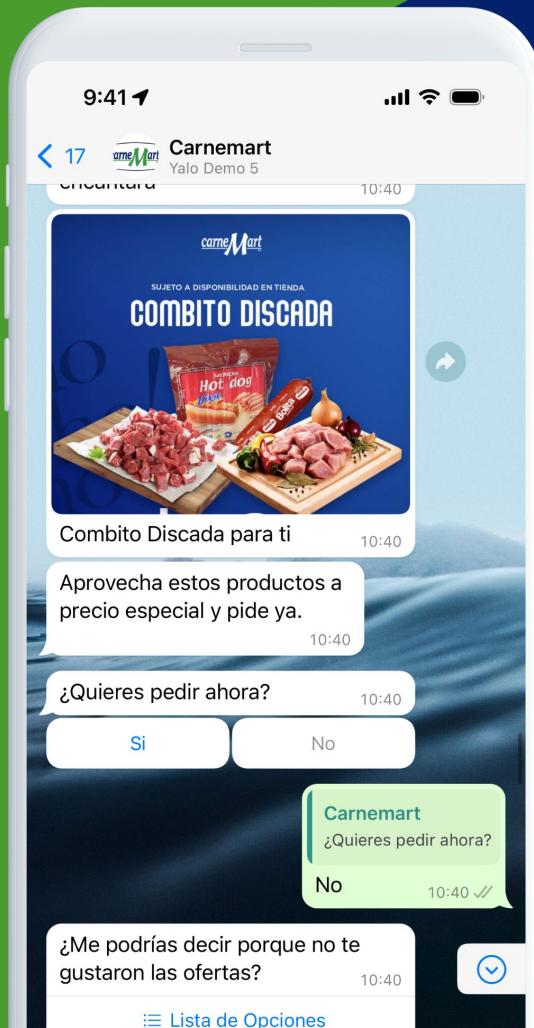 9:41
17
Carnemart
Yalo Demo 5
10:40
carneMart
SUJETO A DISPONIBILIDAD EN TIENDA
COMBITO DISCADA
Hot dog
Bolita
Combito Discada para ti
10:40
Aprovecha estos productos a
precio especial y pide ya.
10:40
¿Quieres pedir ahora?
10:40
Si
No
Carnemart
¿Quieres pedir ahora?
No
10:40
¿Me podrías decir porque no te
gustaron las ofertas?
10:40
Lista de Opciones